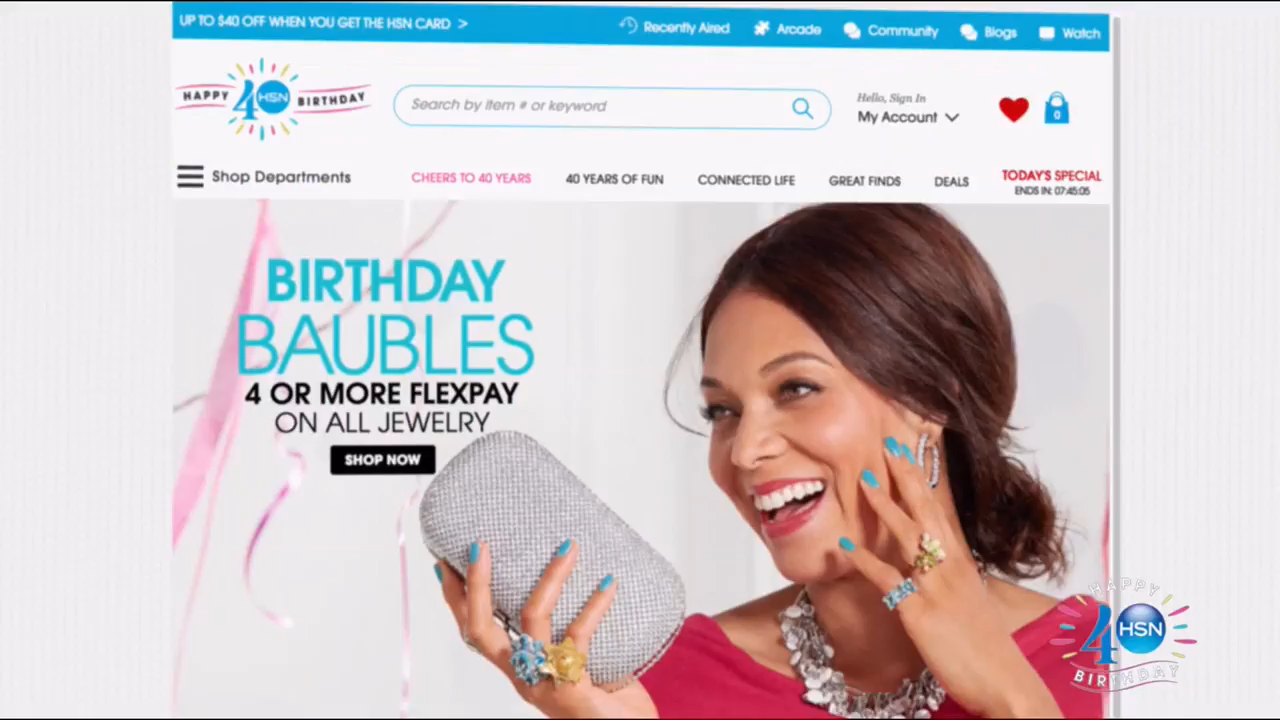 UP TO $40 OFF WHEN YOU GET THE HSN CARD >
Recently Aired
Arcade
Community
Blogs
Watch
HAPPY 40 HSN BIRTHDAY
Search by item # or keyword
Hello, Sign In
My Account
0
Shop Departments
CHEERS TO 40 YEARS
40 YEARS OF FUN
CONNECTED LIFE
GREAT FINDS
DEALS
TODAY'S SPECIAL
ENDS IN: 07:45:05
BIRTHDAY
BAUBLES
4 OR MORE FLEXPAY
ON ALL JEWELRY
SHOP NOW
HAPPY
40 HSN
BIRTHDAY